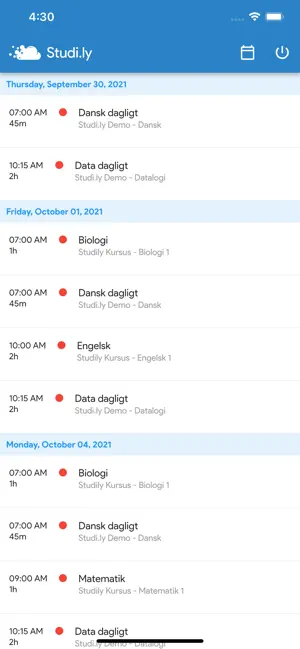 4:30
Studi.ly
Thursday, September 30, 2021
07:00 AM Dansk dagligt
45m Studi.ly Demo - Dansk
10:15 AM Data dagligt
2h Studi.ly Demo - Datalogi
Friday, October 01, 2021
07:00 AM Biologi
1h Studily Kursus - Biologi 1
07:00 AM Dansk dagligt
45m Studi.ly Demo - Dansk
10:00 AM Engelsk
2h Studily Kursus - Engelsk 1
10:15 AM Data dagligt
2h Studi.ly Demo - Datalogi
Monday, October 04, 2021
07:00 AM Biologi
1h Studily Kursus - Biologi 1
07:00 AM Dansk dagligt
45m Studi.ly Demo - Dansk
09:00 AM Matematik
1h Studily Kursus - Matematik 1
10:15 AM Data dagligt
2h Studi.ly Demo - Datalogi